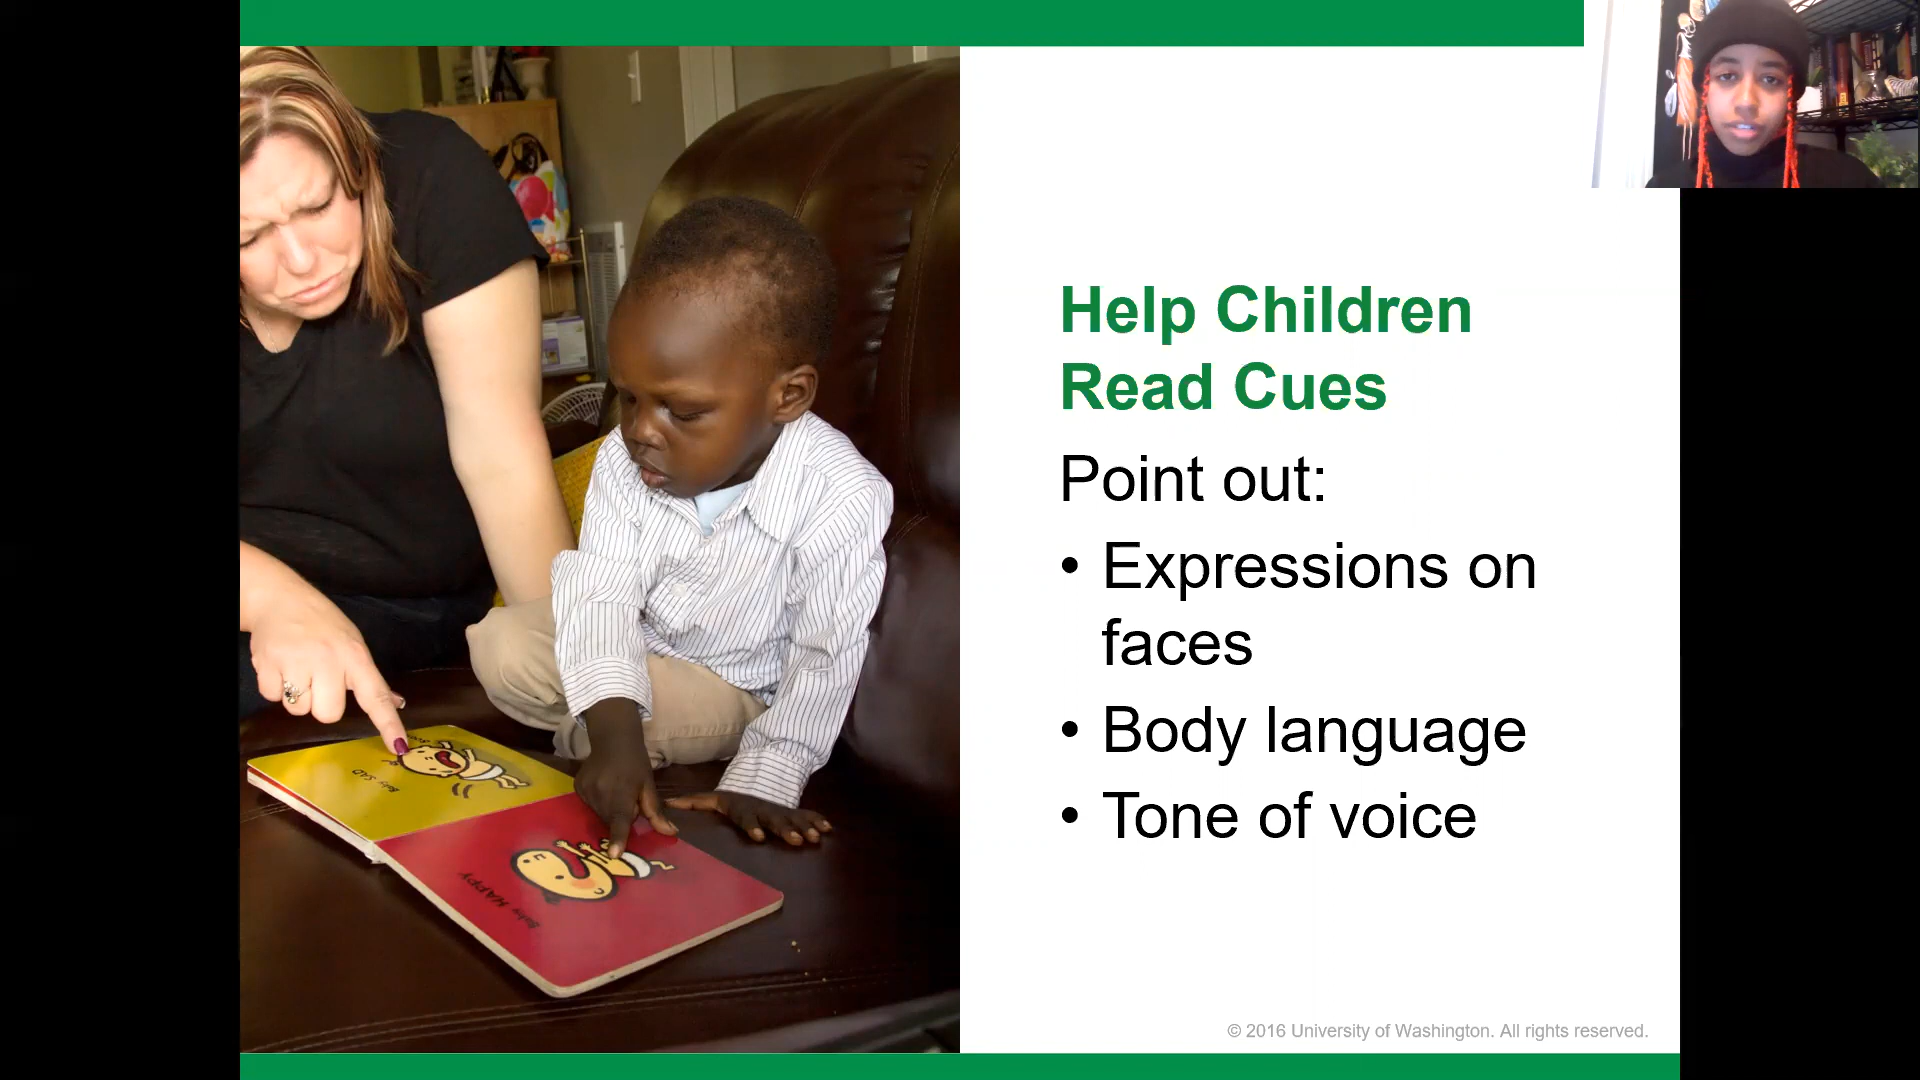 Help Children
Read Cues
Point out:
• Expressions on
faces
• Body language
• Tone of voice
Baby SAD
Baby HAPPY
© 2016 University of Washington. All rights reserved.